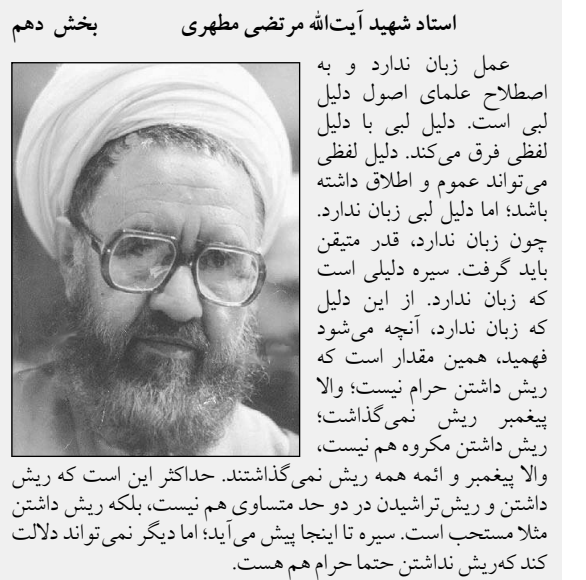 استاد شهید آیت‌الله مرتضی مطهری بخش دهم
عمل زبان ندارد و به
اصطلاح علمای اصول دلیل
لبی است. دلیل لبی با دلیل
لفظی فرق می‌کند. دلیل لفظی
می‌تواند عموم و اطلاق داشته
باشد؛ اما دلیل لبی زبان ندارد.
چون زبان ندارد، قدر متیقن
باید گرفت. سیره دلیلی است
که زبان ندارد. از این دلیل
که زبان ندارد، آنچه می‌شود
فهمید، همین مقدار است که
ریش داشتن حرام نیست؛ والا
پیغمبر ریش نمی‌گذاشت؛
ریش داشتن مکروه هم نیست،
والا پیغمبر و ائمه همه ریش نمی‌گذاشتند. حداکثر این است که ریش
داشتن و ریش‌تراشیدن در دو حد متساوی هم نیست، بلکه ریش داشتن
مثلا مستحب است. سیره تا اینجا پیش می‌آید؛ اما دیگر نمی‌تواند دلالت
کند که‌ریش نداشتن حتما حرام هم هست.